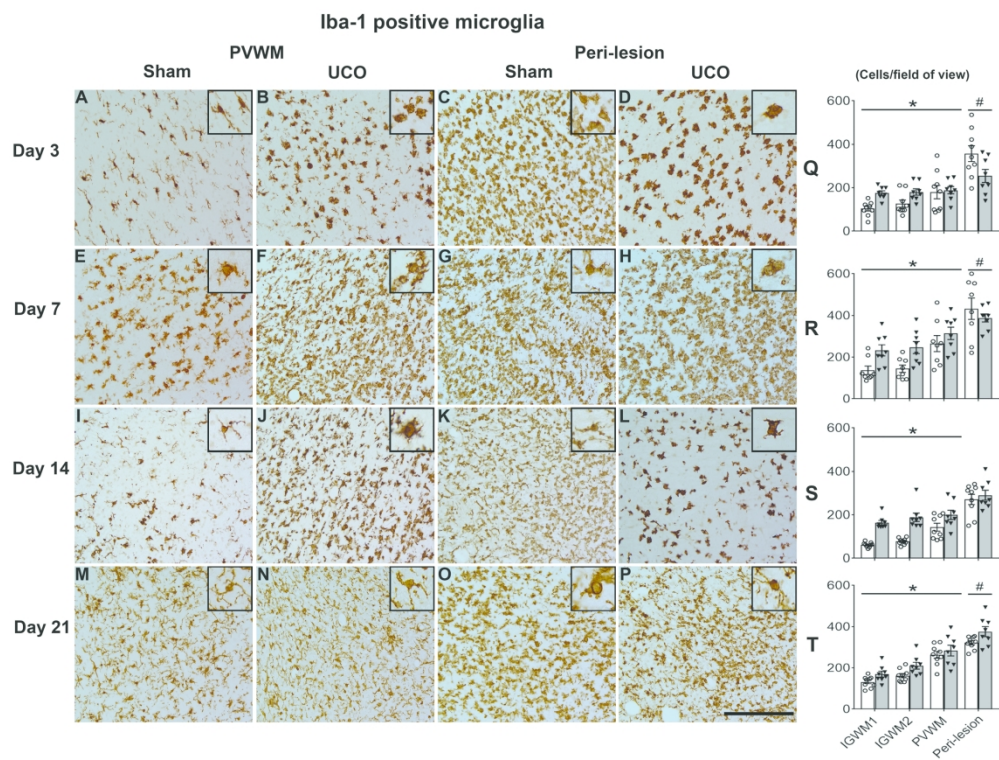 Iba-1 positive microglia
PVWM Peri-lesion
Sham UCO Sham UCO
(Cells/field of view)
Day 3
A B C D
Q
600
400
200
0
* #
Day 7
E F G H
R
600
400
200
0
* #
Day 14
I J K L
S
600
400
200
0
*
Day 21
M N O P
T
600
400
200
0
* #
IGWM1 IGWM2 PVWM Peri-lesion